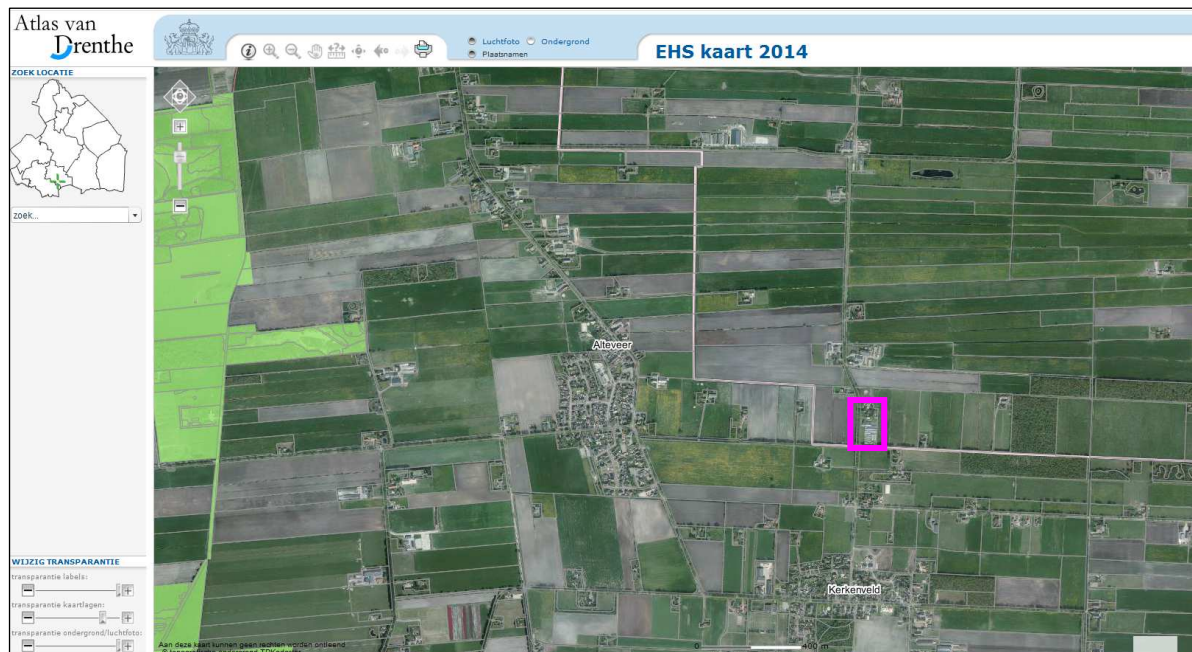 Atlas van
Drenthe
Luchtfoto Ondergrond
Plaatsnamen
EHS kaart 2014
ZOEK LOCATIE
zoek...
Alteveer
Kerkenveld
WIJZIG TRANSPARANTIE
transparantie labels:
transparantie kaartlagen:
transparantie ondergrond/luchtfoto:
Aan deze kaart kunnen geen rechten worden ontleend
0 400 m